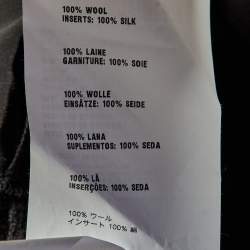 100% WOOL
INSERTS: 100% SILK
100% LAINE
GARNITURE: 100% SOIE
100% WOLLE
EINSÄTZE: 100% SEIDE
100% LANA
SUPLEMENTOS: 100% SEDA
100% LÃ
INSERÇÕES: 100% SEDA
100% ウール
インサート 100% 絹